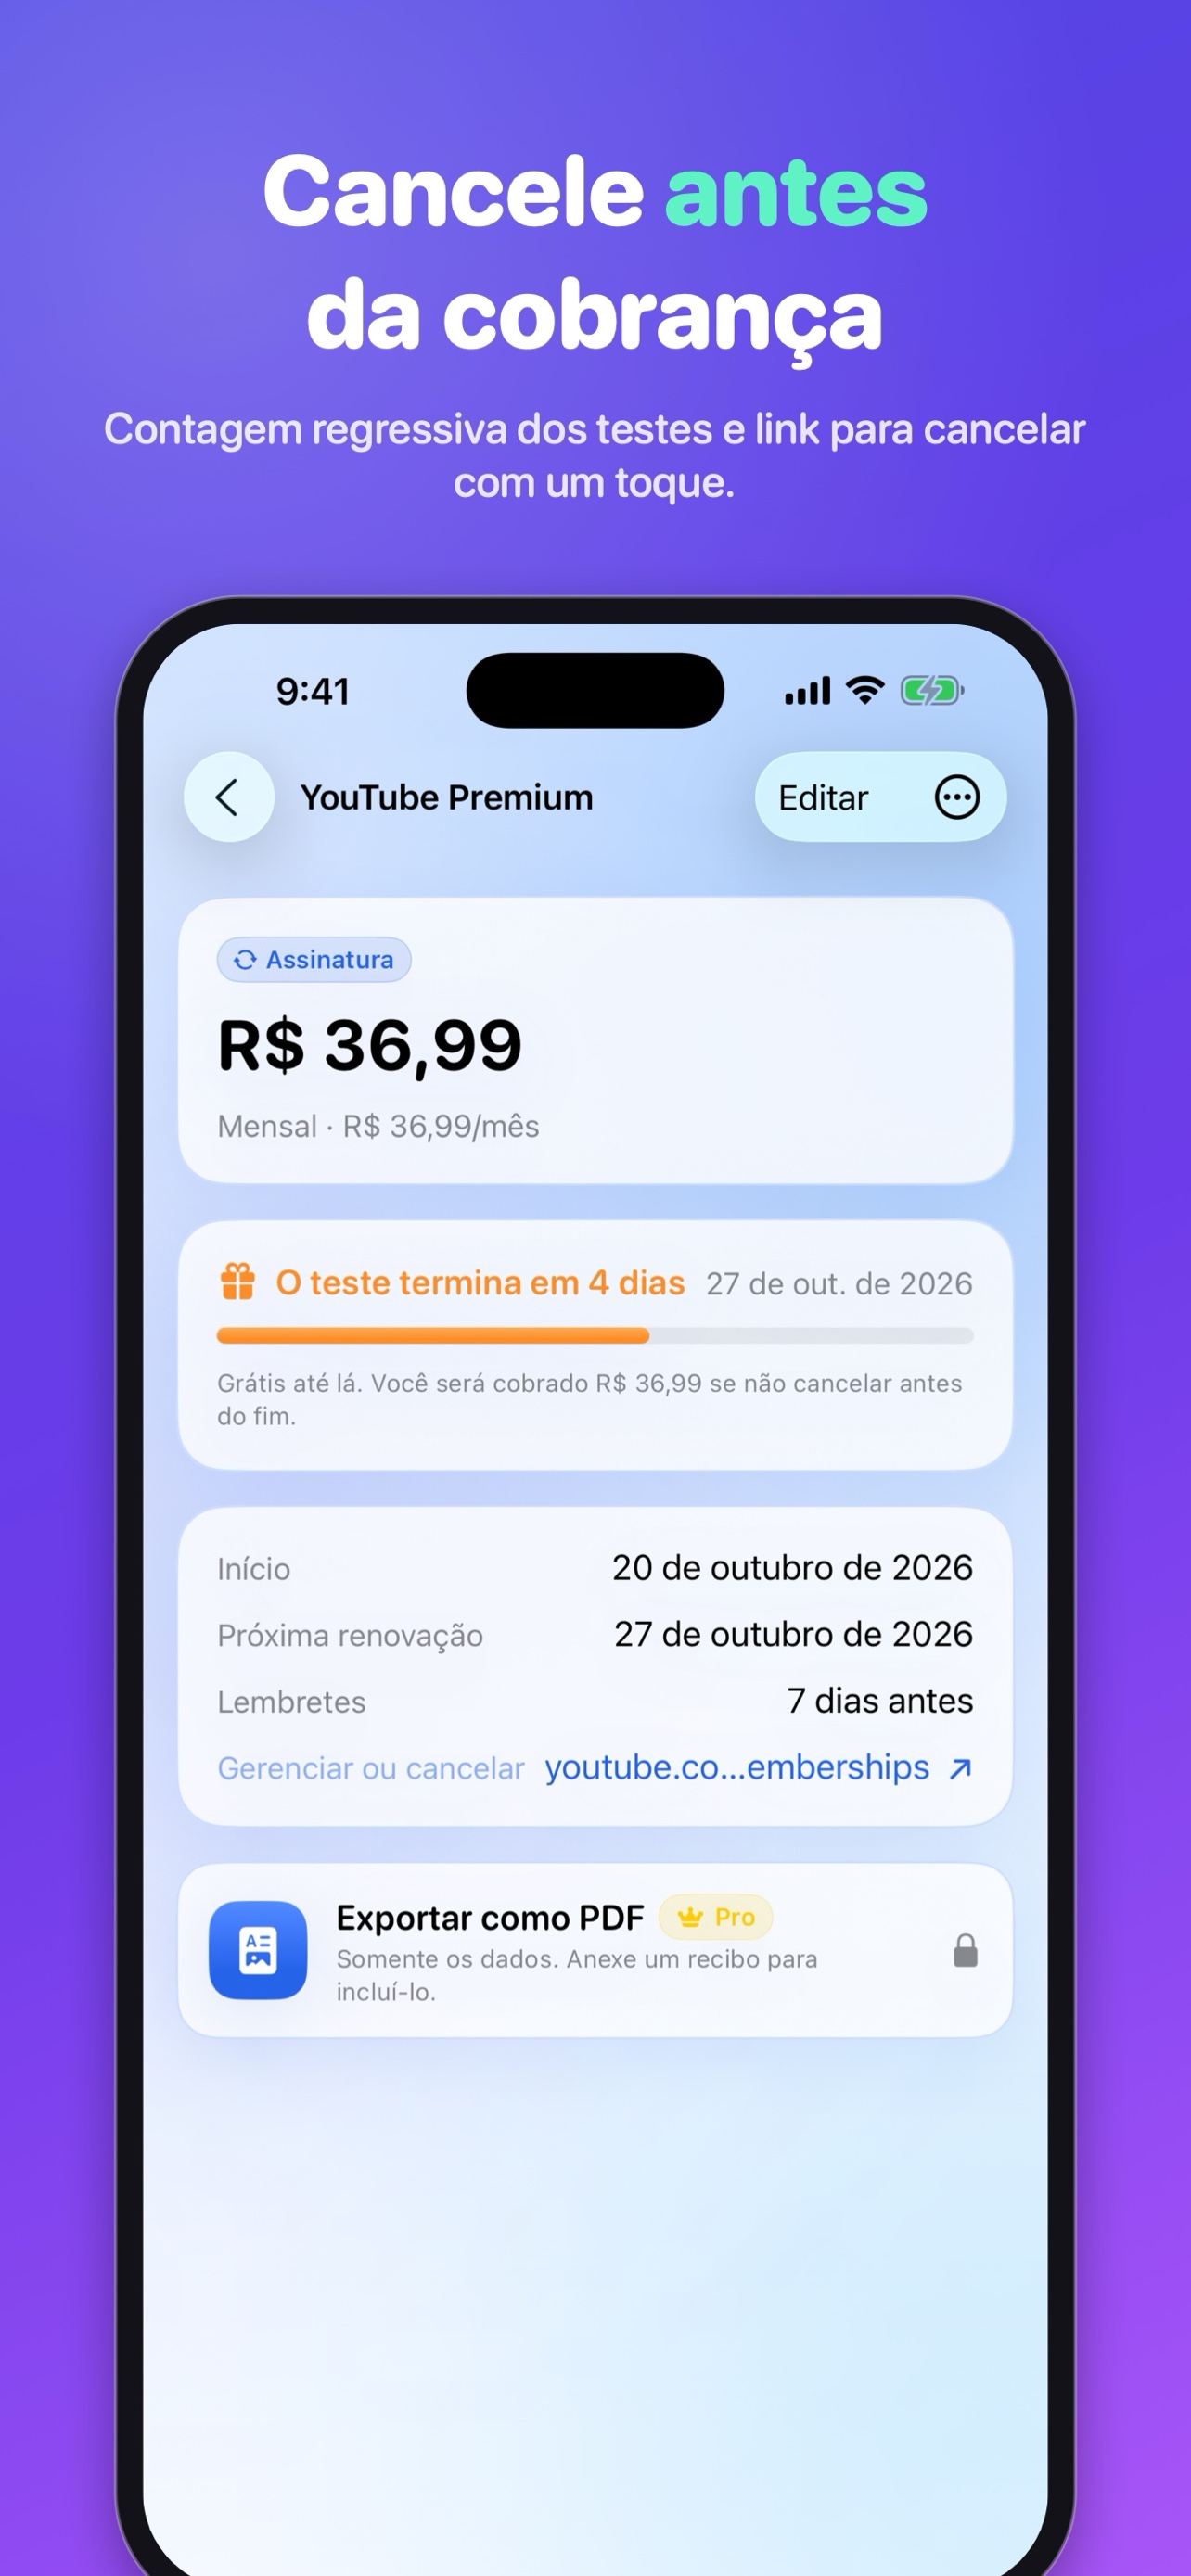 Cancele antes
da cobrança
Contagem regressiva dos testes e link para cancelar
com um toque.
9:41
YouTube Premium
Editar
Assinatura
R$ 36,99
Mensal · R$ 36,99/mês
O teste termina em 4 dias 27 de out. de 2026
Grátis até lá. Você será cobrado R$ 36,99 se não cancelar antes
do fim.
Início 20 de outubro de 2026
Próxima renovação 27 de outubro de 2026
Lembretes 7 dias antes
Gerenciar ou cancelar youtube.co...emberships
Exportar como PDF Pro
Somente os dados. Anexe um recibo para
incluí-lo.